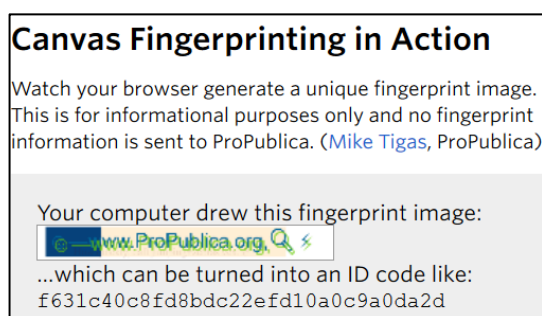 Canvas Fingerprinting in Action
Watch your browser generate a unique fingerprint image.
This is for informational purposes only and no fingerprint
information is sent to ProPublica. (Mike Tigas, ProPublica)
Your computer drew this fingerprint image:
www.ProPublica.org,
...which can be turned into an ID code like:
f631c40c8fd8bdc22efd10a0c9a0da2d